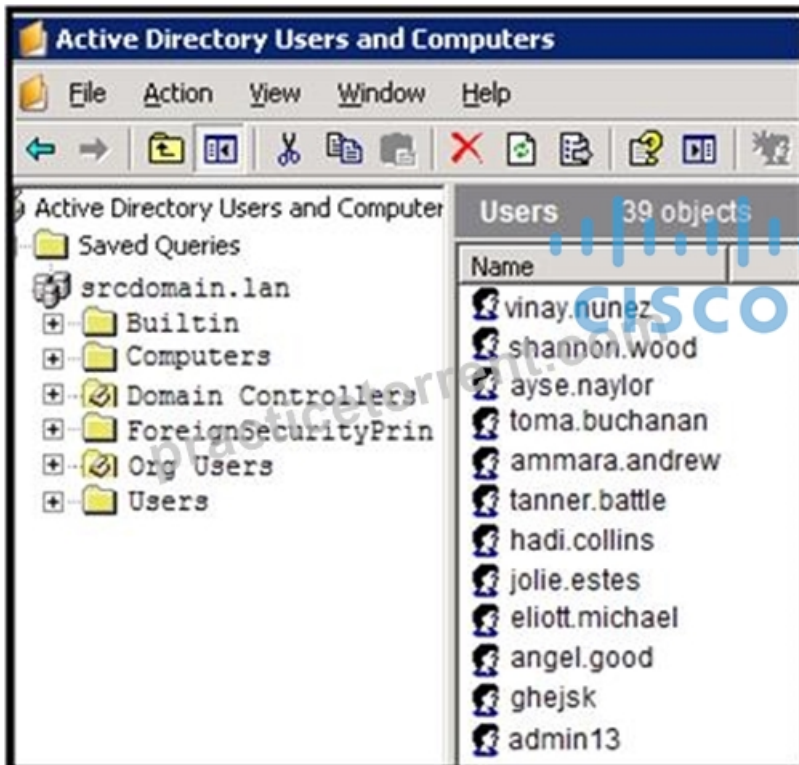 Active Directory Users and Computers
File Action View Window Help
Active Directory Users and Computer
Saved Queries
srcdomain.lan
Builtin
Computers
Domain Controllers
ForeignSecurityPrin
Org Users
Users
Users 39 objects
Name
vinay.nunez
shannon.wood
ayse.naylor
toma.buchanan
ammara.andrew
tanner.battle
hadi.collins
jolie.estes
eliott.michael
angel.good
ghejsk
admin13
CISCO
practicetorrent.com